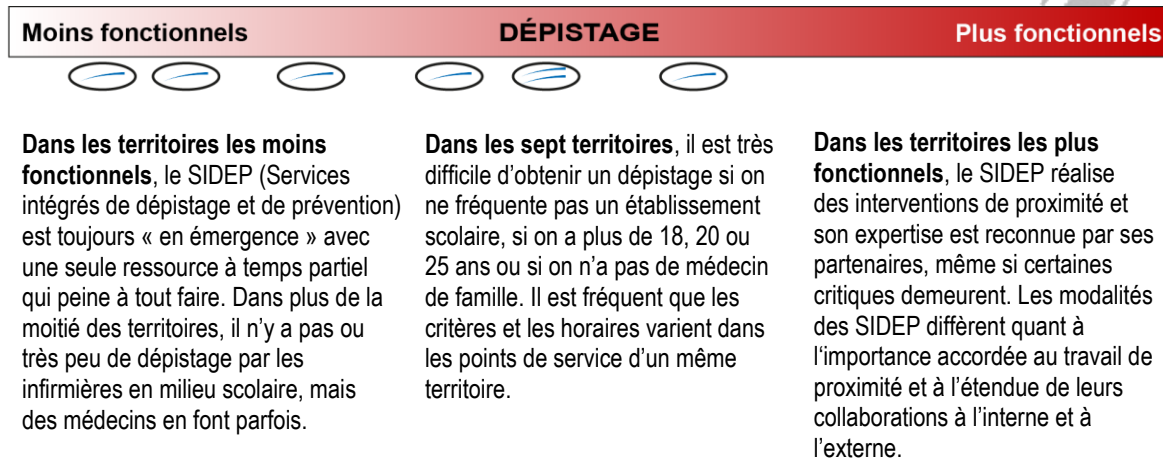 Moins fonctionnels DÉPISTAGE Plus fonctionnels
Dans les territoires les moins
fonctionnels, le SIDEP (Services
intégrés de dépistage et de prévention)
est toujours « en émergence » avec
une seule ressource à temps partiel
qui peine à tout faire. Dans plus de la
moitié des territoires, il n’y a pas ou
très peu de dépistage par les
infirmières en milieu scolaire, mais
des médecins en font parfois.
Dans les sept territoires, il est très
difficile d’obtenir un dépistage si on
ne fréquente pas un établissement
scolaire, si on a plus de 18, 20 ou
25 ans ou si on n’a pas de médecin
de famille. Il est fréquent que les
critères et les horaires varient dans
les points de service d’un même
territoire.
Dans les territoires les plus
fonctionnels, le SIDEP réalise
des interventions de proximité et
son expertise est reconnue par ses
partenaires, même si certaines
critiques demeurent. Les modalités
des SIDEP diffèrent quant à
l‘importance accordée au travail de
proximité et à l’étendue de leurs
collaborations à l’interne et à
l’externe.